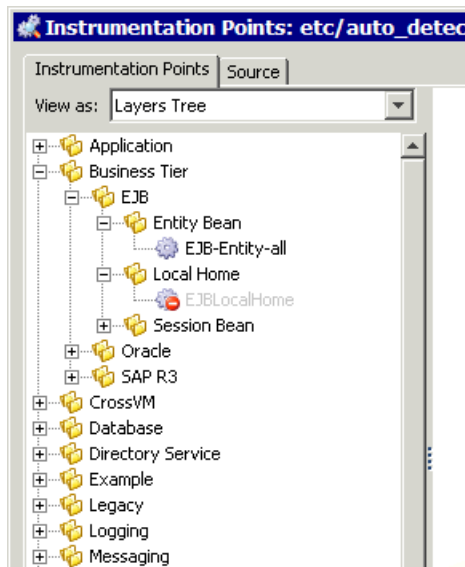 Instrumentation Points: etc/auto_detec
Instrumentation Points Source
View as: Layers Tree
Application
Business Tier
EJB
Entity Bean
EJB-Entity-all
Local Home
EJBLocalHome
Session Bean
Oracle
SAP R3
CrossVM
Database
Directory Service
Example
Legacy
Logging
Messaging